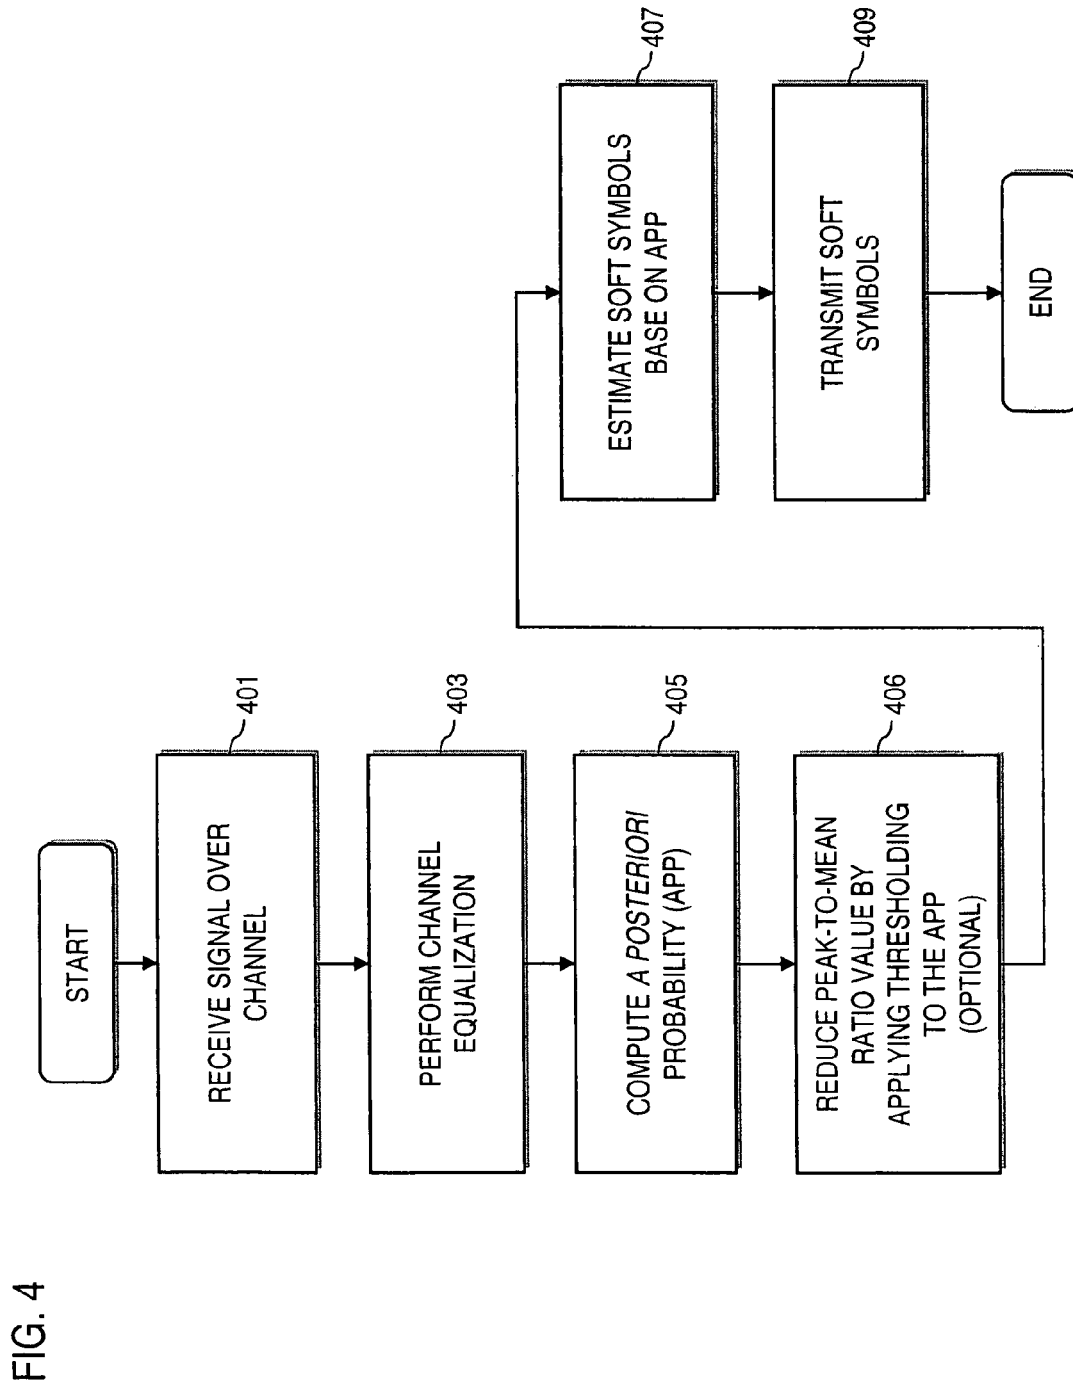 FIG. 4
START
RECEIVE SIGNAL OVER
CHANNEL
401
PERFORM CHANNEL
EQUALIZATION
403
COMPUTE A POSTERIORI
PROBABILITY (APP)
405
REDUCE PEAK-TO-MEAN
RATIO VALUE BY
APPLYING THRESHOLDING
TO THE APP
(OPTIONAL)
406
ESTIMATE SOFT SYMBOLS
BASE ON APP
407
TRANSMIT SOFT
SYMBOLS
409
END